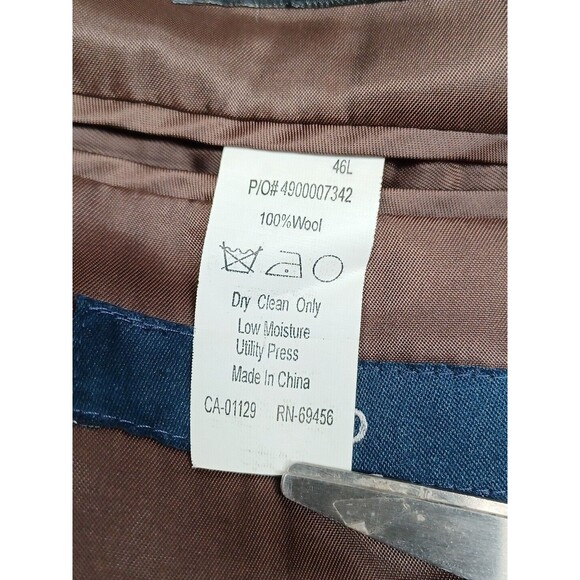 46L
P/O# 4900007342
100%Wool
Dry Clean Only
Low Moisture
Utility Press
Made In China
CA-01129 RN-69456